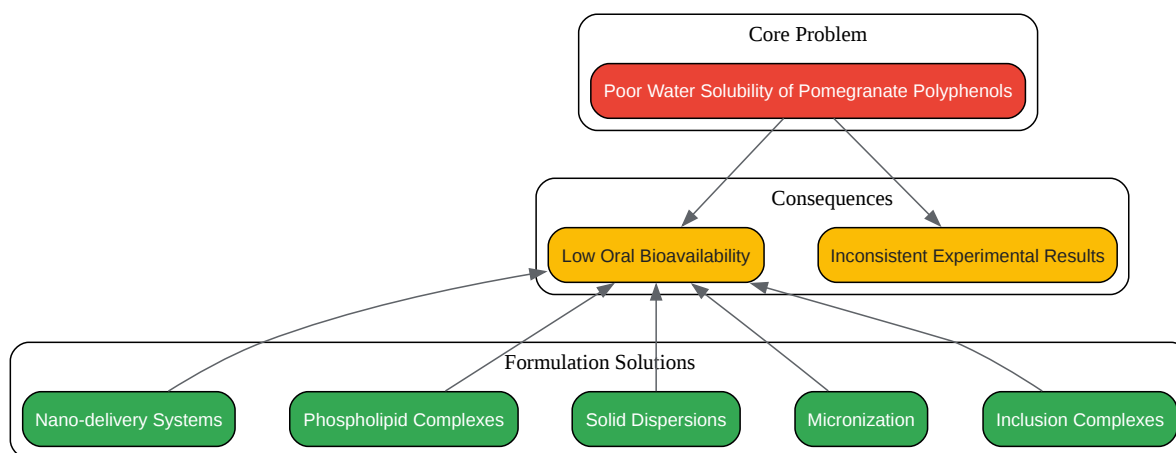 Core Problem
Poor Water Solubility of Pomegranate Polyphenols
Consequences
Low Oral Bioavailability
Inconsistent Experimental Results
Formulation Solutions
Nano-delivery Systems
Phospholipid Complexes
Solid Dispersions
Micronization
Inclusion Complexes